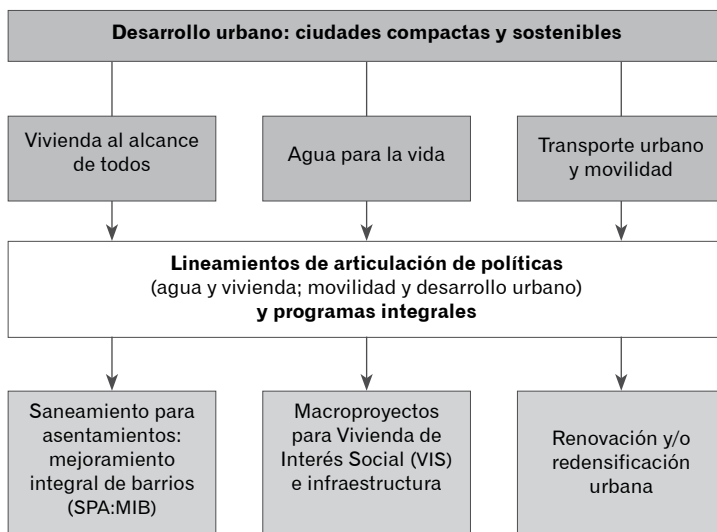 Desarrollo urbano: ciudades compactas y sostenibles
Vivienda al alcance
de todos
Agua para la vida
Transporte urbano
y movilidad
Lineamientos de articulación de políticas
(agua y vivienda; movilidad y desarrollo urbano)
y programas integrales
Saneamiento para
asentamientos:
mejoramiento
integral de barrios
(SPA:MIB)
Macroproyectos
para Vivienda de
Interés Social (VIS)
e infraestructura
Renovación y/o
redensificación
urbana